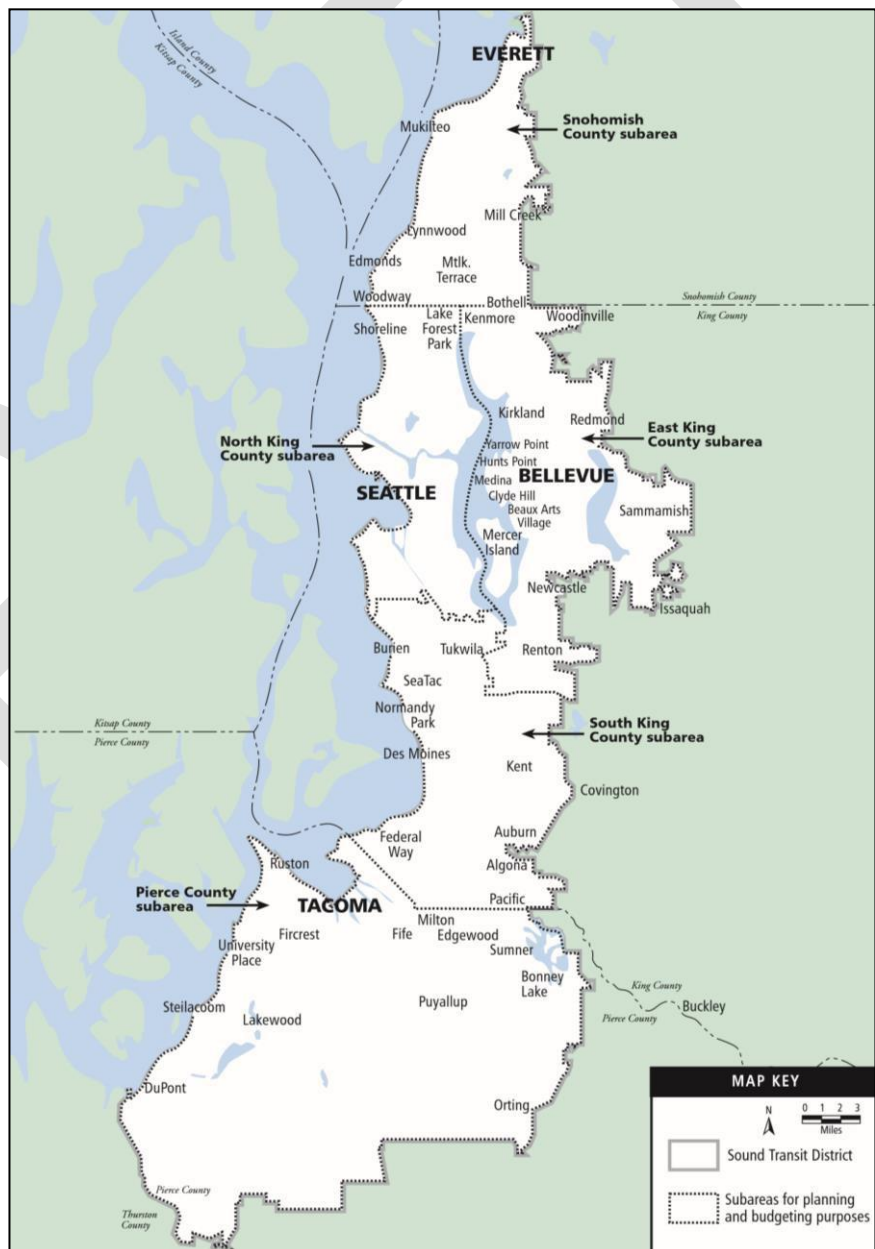 Island County
Kitsap County
EVERETT
Mukilteo
Snohomish
County subarea
Mill Creek
Lynnwood
Edmonds
Mtlk.
Terrace
Woodway
Bothell
Snohomish County
King County
Shoreline
Lake
Forest
Park
Kenmore
Woodinville
Kirkland
Redmond
North King
County subarea
East King
County subarea
Yarrow Point
Hunts Point
BELLEVUE
Medina
SEATTLE
Clyde Hill
Beaux Arts
Village
Sammamish
Mercer
Island
Newcastle
Issaquah
Burien
Tukwila
Renton
SeaTac
Normandy
Park
South King
County subarea
Kitsap County
Pierce County
Des Moines
Kent
Covington
Federal
Way
Auburn
Algona
Ruston
Pierce County
subarea
Pacific
TACOMA
Milton
Fircrest
Fife
Edgewood
University
Place
Sumner
Bonney
Lake
King County
Pierce County
Buckley
Steilacoom
Lakewood
Puyallup
DuPont
Orting
Pierce County
Thurston
County
MAP KEY
N
0 1 2 3
Miles
Sound Transit District
Subareas for planning
and budgeting purposes